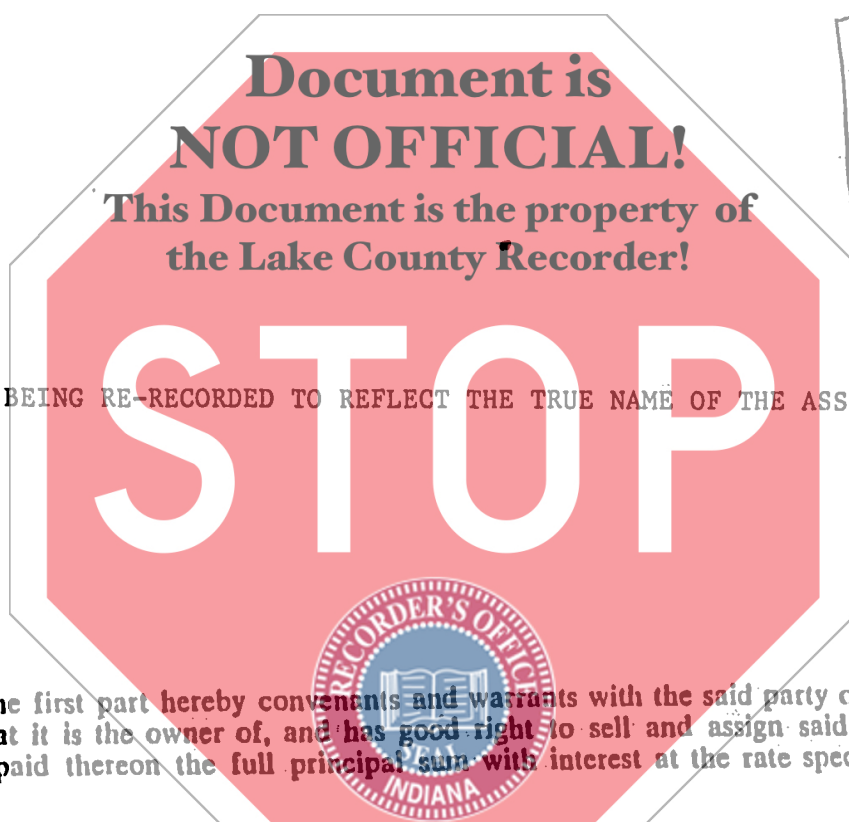 Document is
NOT OFFICIAL!
This Document is the property of
the Lake County Recorder!
STOP
BEING RE-RECORDED TO REFLECT THE TRUE NAME OF THE ASS
RECORDER'S OFFICE
he first part hereby convenants and warrants with the said party o
at it is the owner of, and has good right to sell and assign said
paid thereon the full principal sum with interest at the rate spec
SEAL
INDIANA